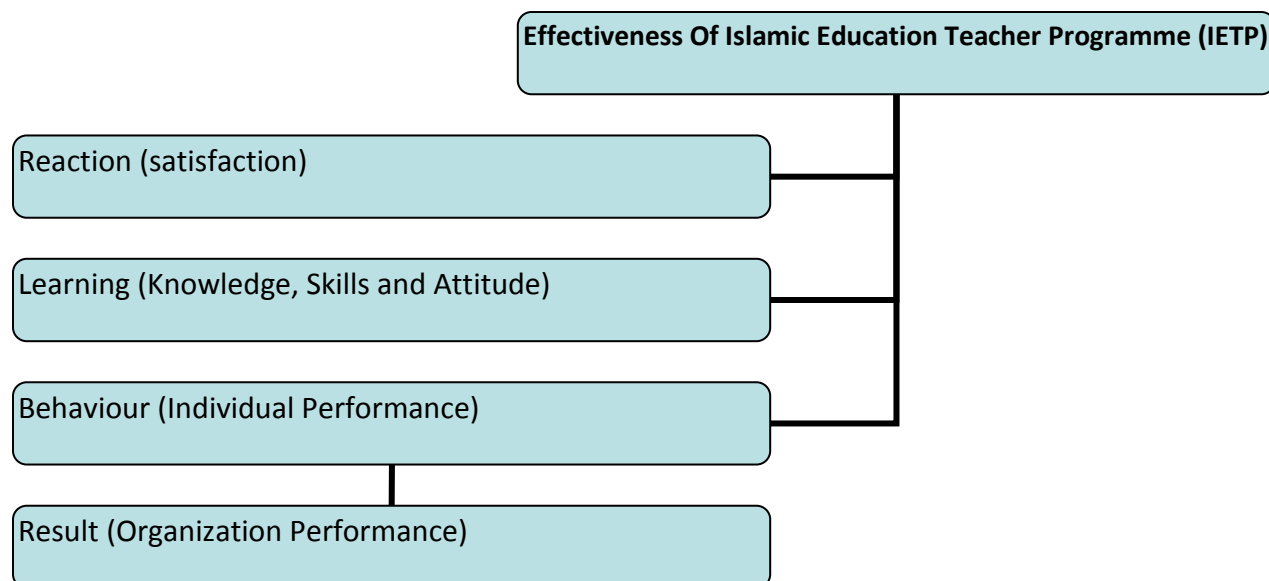 Effectiveness Of Islamic Education Teacher Programme (IETP)
Reaction (satisfaction)
Learning (Knowledge, Skills and Attitude)
Behaviour (Individual Performance)
Result (Organization Performance)